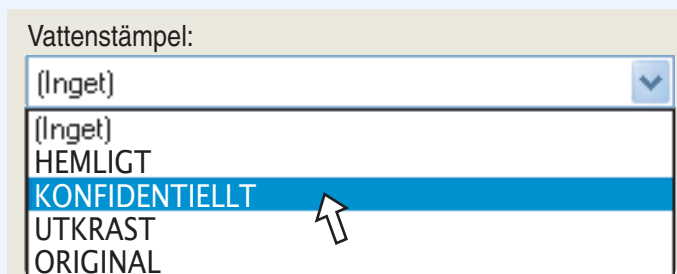 Vattenstämpel:
(Inget)
(Inget)
HEMLIGT
KONFIDENTIELLT
UTKRAST
ORIGINAL